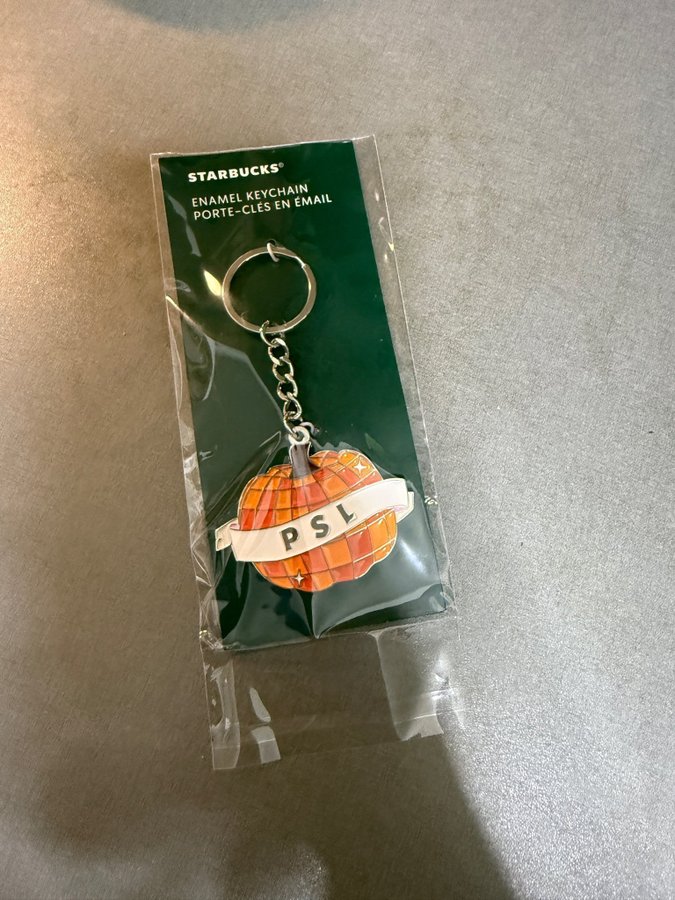 STARBUCKS®
ENAMEL KEYCHAIN
PORTE-CLÉS EN ÉMAIL
PSL